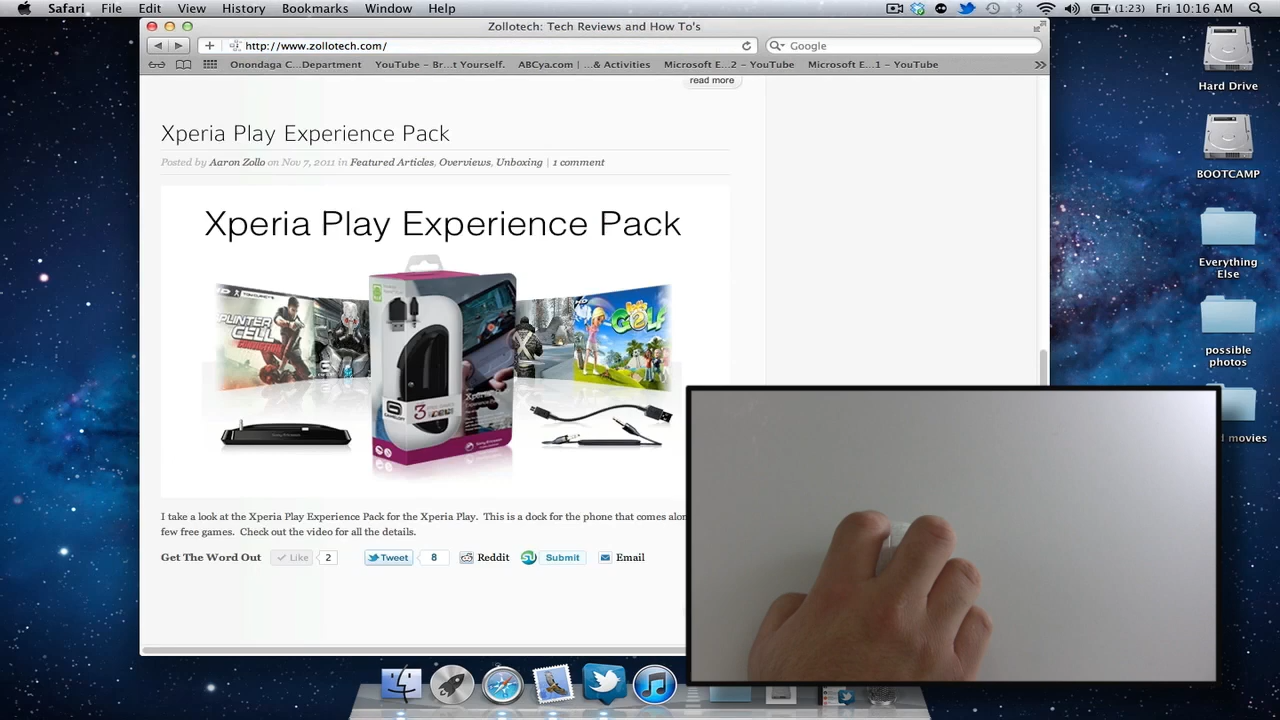 Safari File Edit View History Bookmarks Window Help (1:23) Fri 10:16 AM
Zollotech: Tech Reviews and How To's
http://www.zollotech.com/ Google
Onondaga C...Department YouTube – Br...t Yourself. ABCya.com | ...& Activities Microsoft E...2 – YouTube Microsoft E...1 – YouTube
read more
Hard Drive
BOOTCAMP
Everything
Else
possible
photos
d movies
Xperia Play Experience Pack
Posted by Aaron Zollo on Nov 7, 2011 in Featured Articles, Overviews, Unboxing | 1 comment
Xperia Play Experience Pack
SPLINTER
CELL
CONVICTION
GOLF
3
I take a look at the Xperia Play Experience Pack for the Xperia Play. This is a dock for the phone that comes
few free games. Check out the video for all the details.
Get The Word Out Like 2 Tweet 8 Reddit Submit Email